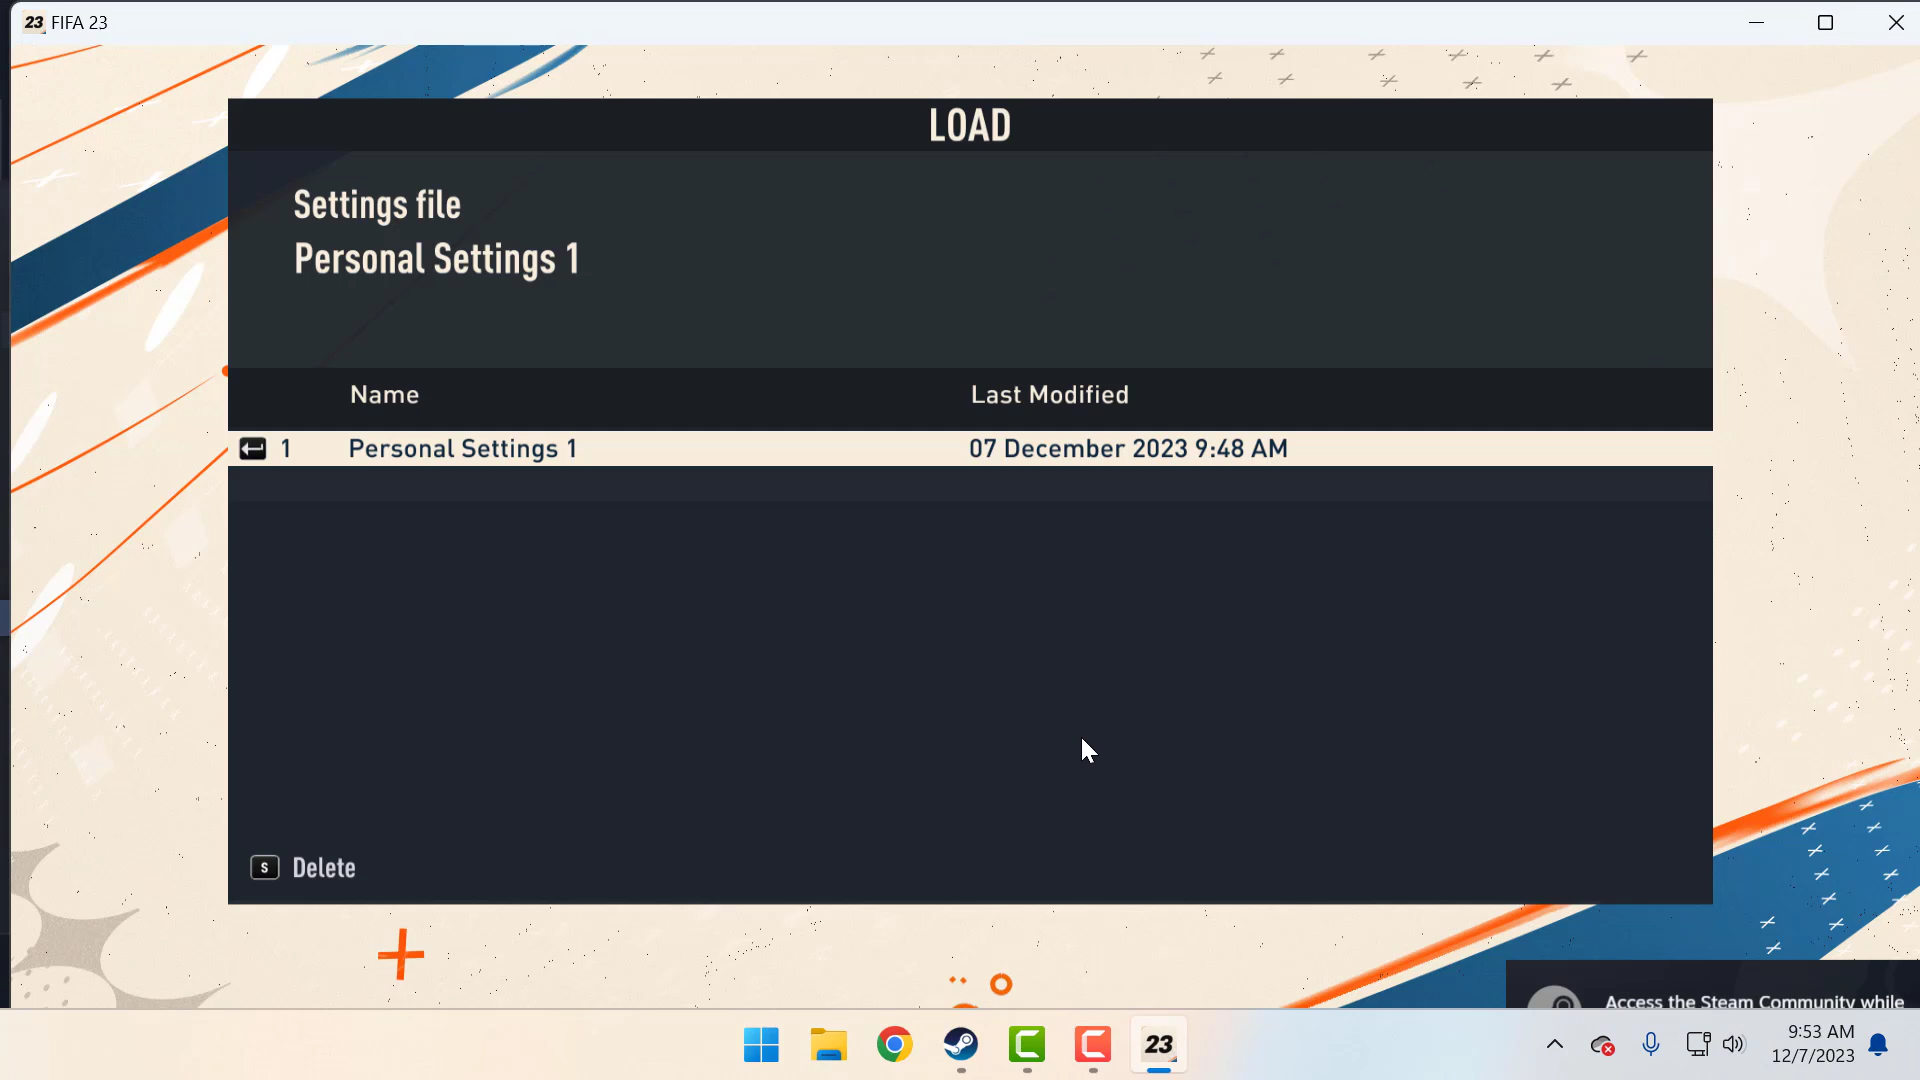 23 FIFA 23
LOAD
Settings file
Personal Settings 1
Name Last Modified
1 Personal Settings 1 07 December 2023 9:48 AM
S Delete
Access the Steam Community while
23
9:53 AM
12/7/2023